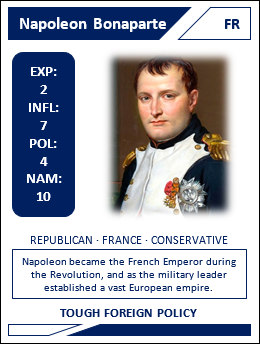 Napoleon Bonaparte
FR
EXP:
2
INFL:
7
POL:
4
NAM:
10
REPUBLICAN · FRANCE · CONSERVATIVE
Napoleon became the French Emperor during
the Revolution, and as the military leader
established a vast European empire.
TOUGH FOREIGN POLICY